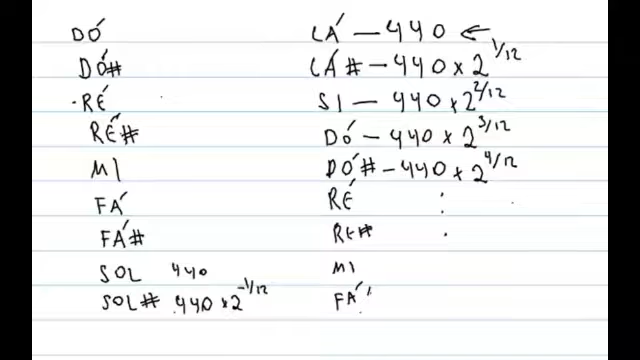 DÓ
DÓ#
RÉ
RÉ#
MI
FÁ
FÁ#
SOL 440
SOL# 440 x 2^-1/12
LÁ — 440 ←
LÁ# – 440 x 2^1/12
SI — 440 x 2^2/12
DÓ – 440 x 2^3/12
DÓ# – 440 x 2^4/12
RÉ :
RE# .
MI
FÁ